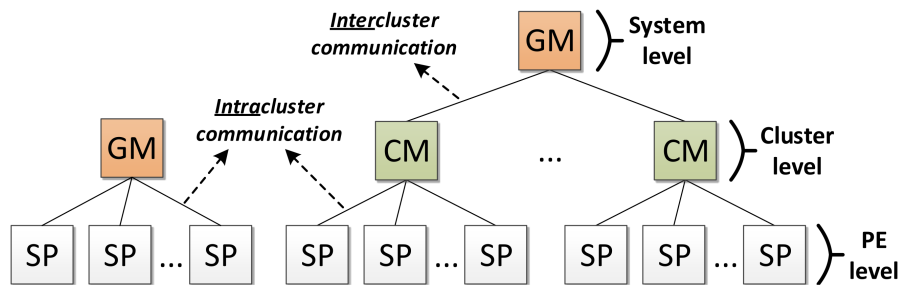 Intercluster
communication
GM
System
level
Intracluster
communication
GM
CM
...
CM
Cluster
level
SP SP ... SP
SP SP ... SP
SP SP ... SP
PE
level